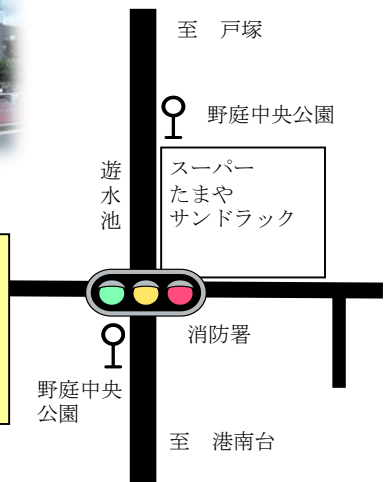 至　戸塚
野庭中央公園
遊水池
スーパー
たまや
サンドラック
消防署
野庭中央
公園
至　港南台